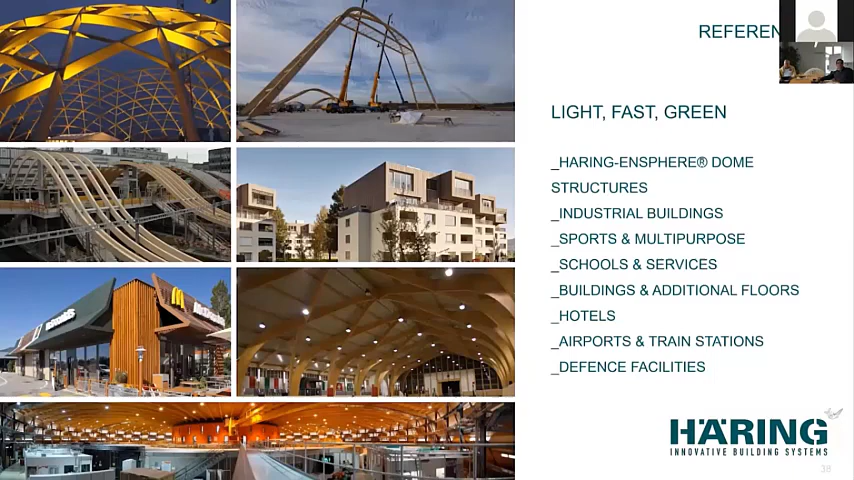 REFEREN
LIGHT, FAST, GREEN
_HARING-ENSPHERE® DOME
STRUCTURES
_INDUSTRIAL BUILDINGS
_SPORTS & MULTIPURPOSE
_SCHOOLS & SERVICES
_BUILDINGS & ADDITIONAL FLOORS
_HOTELS
_AIRPORTS & TRAIN STATIONS
_DEFENCE FACILITIES
McDonald's
HÄRING
INNOVATIVE BUILDING SYSTEMS
38